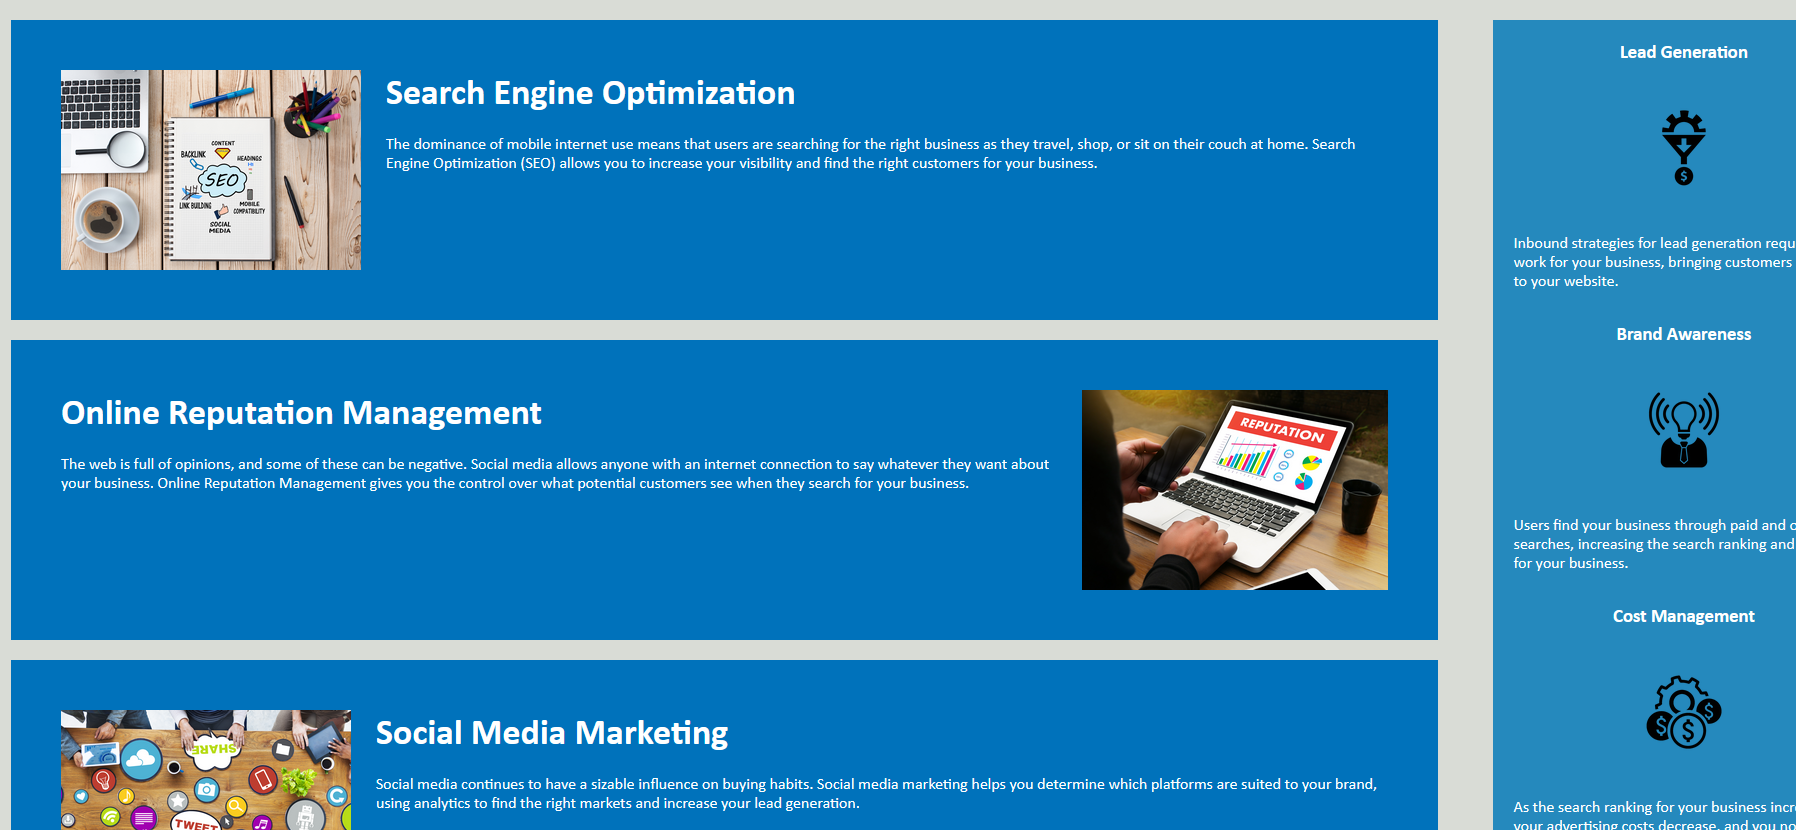 Search Engine Optimization
The dominance of mobile internet use means that users are searching for the right business as they travel, shop, or sit on their couch at home. Search
Engine Optimization (SEO) allows you to increase your visibility and find the right customers for your business.
CONTENT
BACKLINK
HEADINGS
SEO
LINK BUILDING
MOBILE
COMPATIBILITY
SOCIAL
MEDIA
Online Reputation Management
The web is full of opinions, and some of these can be negative. Social media allows anyone with an internet connection to say whatever they want about
your business. Online Reputation Management gives you the control over what potential customers see when they search for your business.
REPUTATION
Social Media Marketing
Social media continues to have a sizable influence on buying habits. Social media marketing helps you determine which platforms are suited to your brand,
using analytics to find the right markets and increase your lead generation.
SHARE
TWEET
Lead Generation
$
Inbound strategies for lead generation requ
work for your business, bringing customers
to your website.
Brand Awareness
Users find your business through paid and o
searches, increasing the search ranking and
for your business.
Cost Management
$ $ $
As the search ranking for your business incre
your advertising costs decrease, and you no